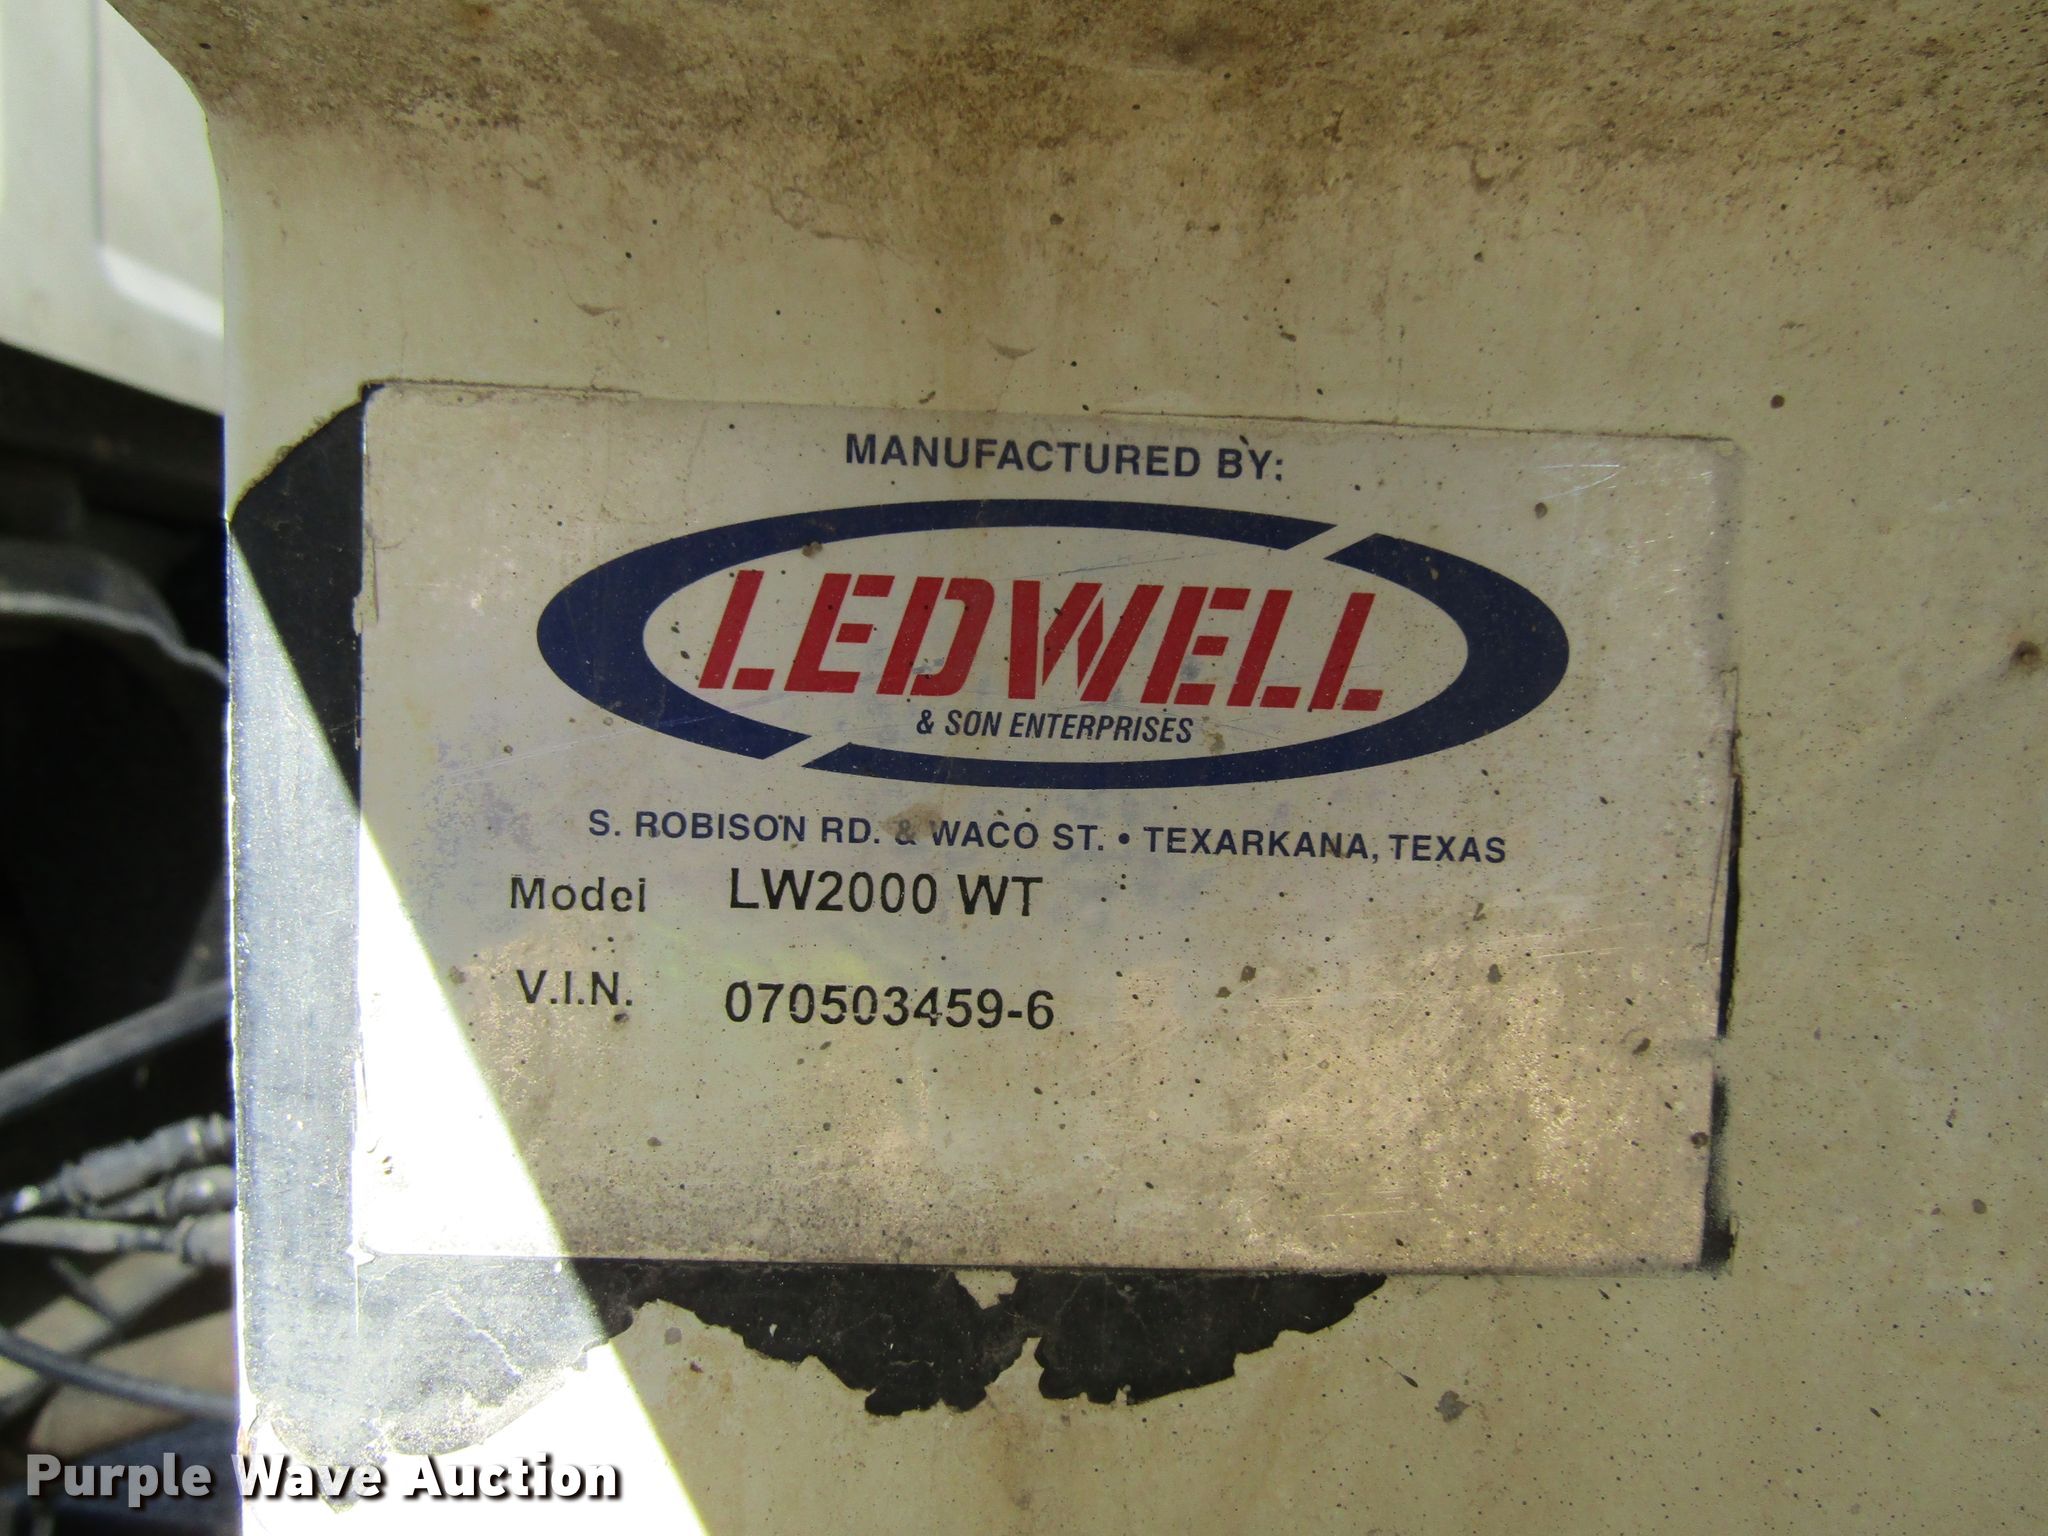 MANUFACTURED BY:
LEDWELL
& SON ENTERPRISES
S. ROBISON RD. & WACO ST. • TEXARKANA, TEXAS
Model LW2000 WT
V.I.N. 070503459-6
Purple Wave Auction